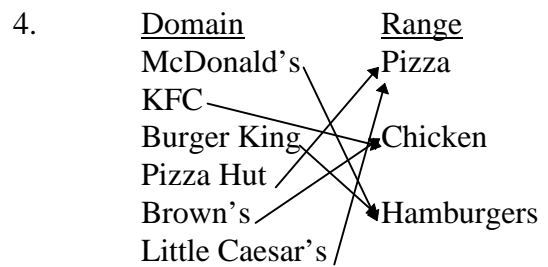 4. Domain Range
McDonald's Pizza
KFC
Burger King Chicken
Pizza Hut
Brown's Hamburgers
Little Caesar's